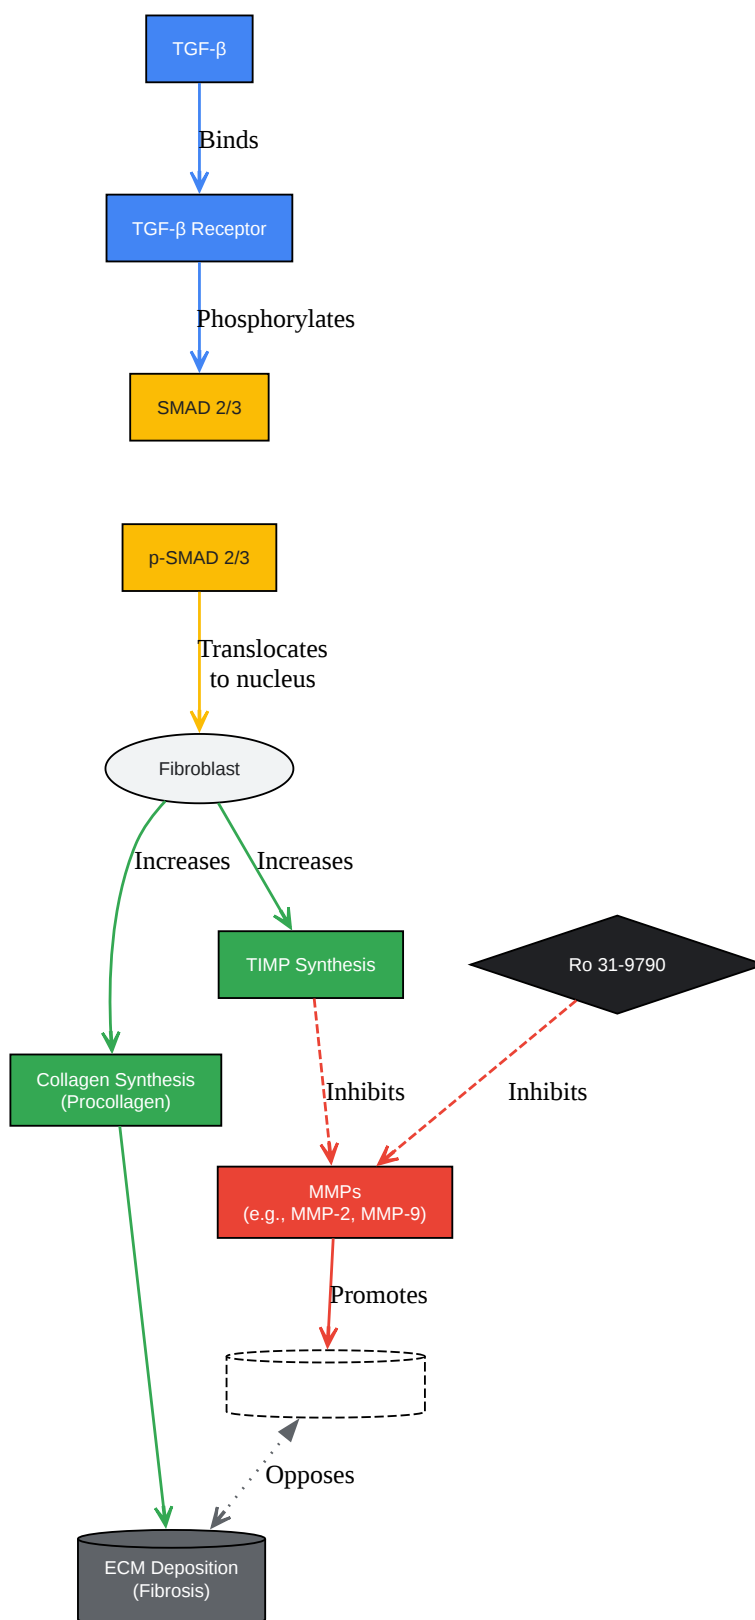 TGF-β
Binds
TGF-β Receptor
Phosphorylates
SMAD 2/3
p-SMAD 2/3
Translocates
to nucleus
Fibroblast
Increases
Increases
TIMP Synthesis
Ro 31-9790
Collagen Synthesis
(Procollagen)
Inhibits
Inhibits
MMPs
(e.g., MMP-2, MMP-9)
Promotes
Opposes
ECM Deposition
(Fibrosis)